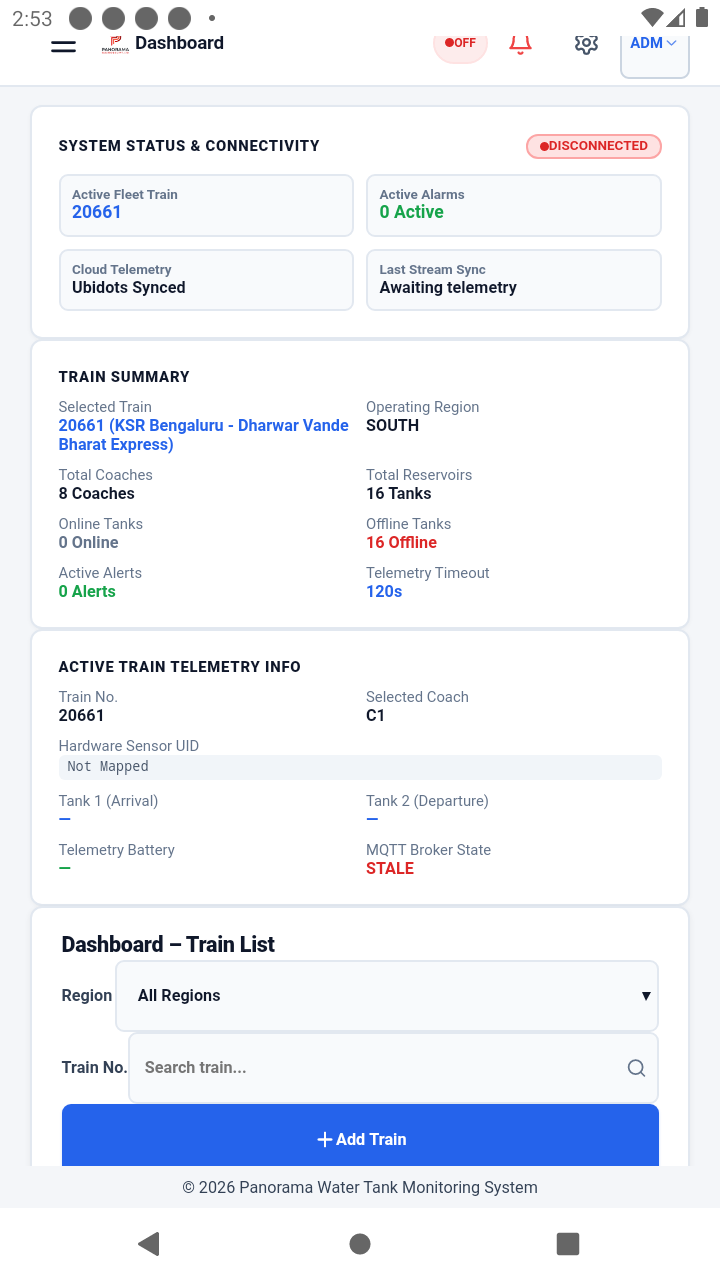 2:53
PANORAMA
Dashboard
OFF
ADM
SYSTEM STATUS & CONNECTIVITY
DISCONNECTED
Active Fleet Train
20661
Active Alarms
0 Active
Cloud Telemetry
Ubidots Synced
Last Stream Sync
Awaiting telemetry
TRAIN SUMMARY
Selected Train
20661 (KSR Bengaluru - Dharwar Vande
Bharat Express)
Operating Region
SOUTH
Total Coaches
8 Coaches
Total Reservoirs
16 Tanks
Online Tanks
0 Online
Offline Tanks
16 Offline
Active Alerts
0 Alerts
Telemetry Timeout
120s
ACTIVE TRAIN TELEMETRY INFO
Train No.
20661
Selected Coach
C1
Hardware Sensor UID
Not Mapped
Tank 1 (Arrival)
—
Tank 2 (Departure)
—
Telemetry Battery
—
MQTT Broker State
STALE
Dashboard – Train List
Region
All Regions
Train No.
Search train...
Add Train
© 2026 Panorama Water Tank Monitoring System